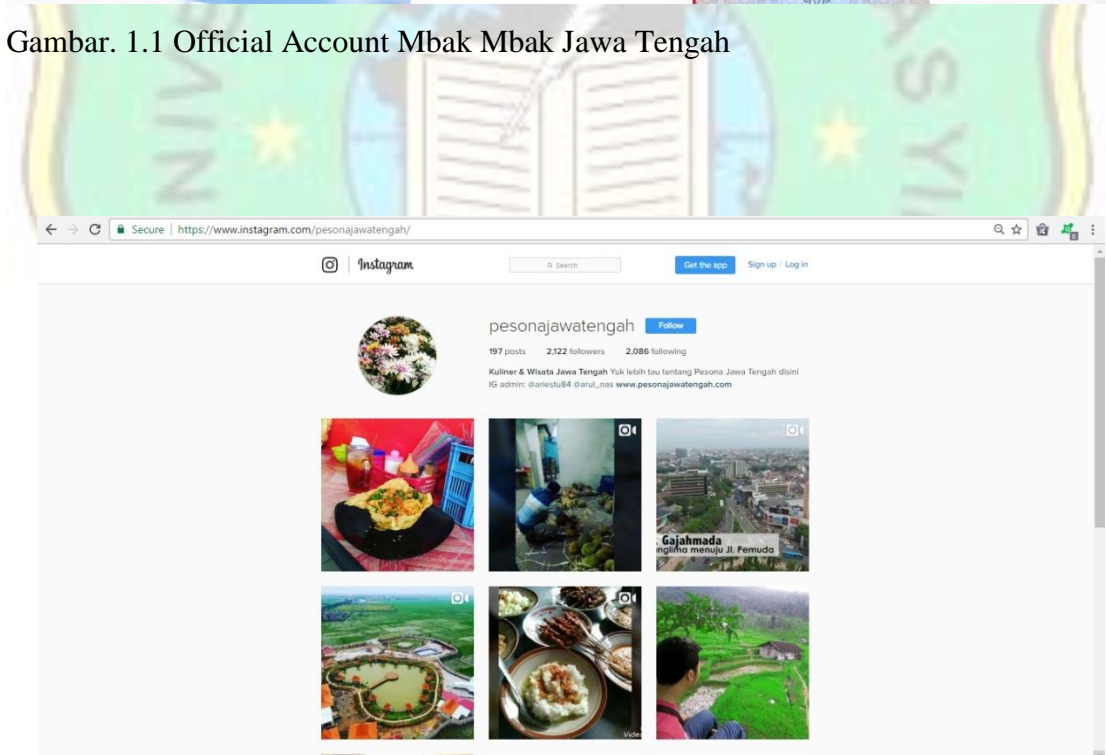 Gambar. 1.1 Official Account Mbak Mbak Jawa Tengah
Secure | https://www.instagram.com/pesonajawatengah/
Instagram
Search
Get the app
Sign up | Log in
pesonajawatengah Follow
197 posts 2,122 followers 2,086 following
Kuliner & Wisata Jawa Tengah Yuk lebih tau tentang Pesona Jawa Tengah disini
IG admin: @ariestu84 @arul_nas www.pesonajawatengah.com
Gajahmada
menuju Jl. Pemuda